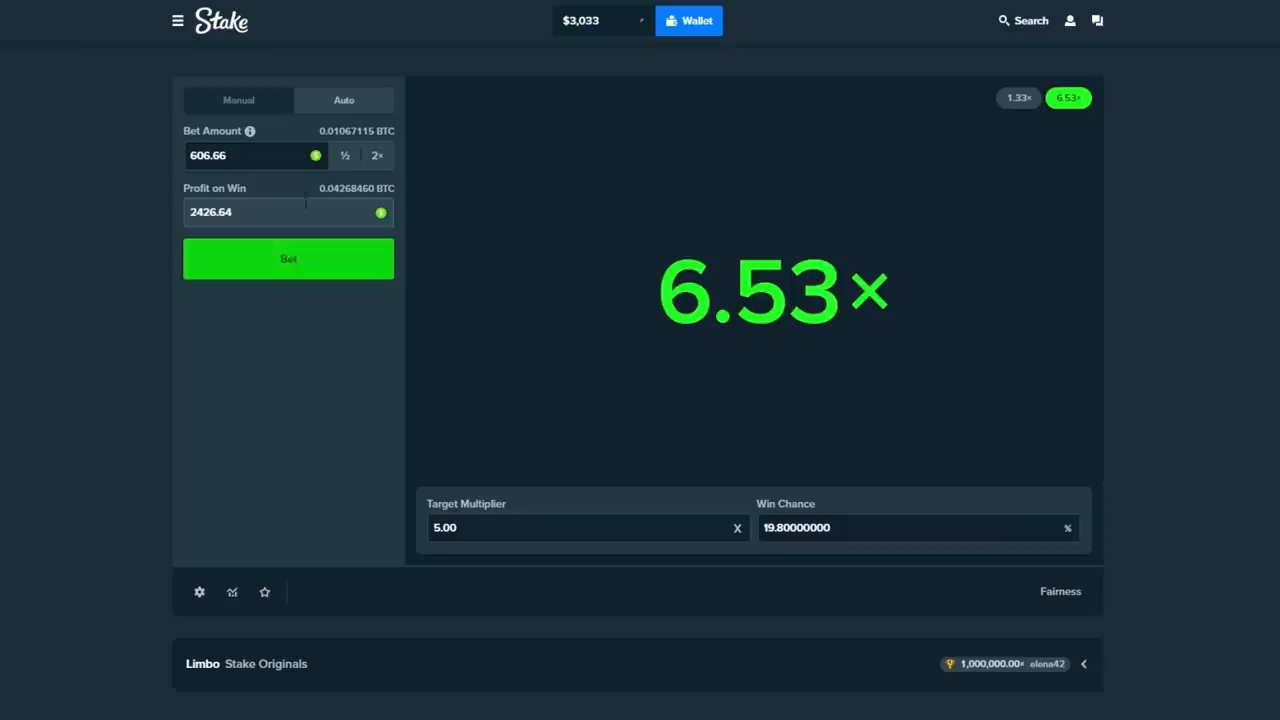 Stake
$3,033
Wallet
Search
Manual
Auto
1.33×
6.53×
Bet Amount
0.01067115 BTC
606.66
½
2×
Profit on Win
0.04268460 BTC
2426.64
Bet
6.53×
Target Multiplier
Win Chance
5.00
X
19.80000000
%
Fairness
Limbo Stake Originals
1,000,000.00× elena42